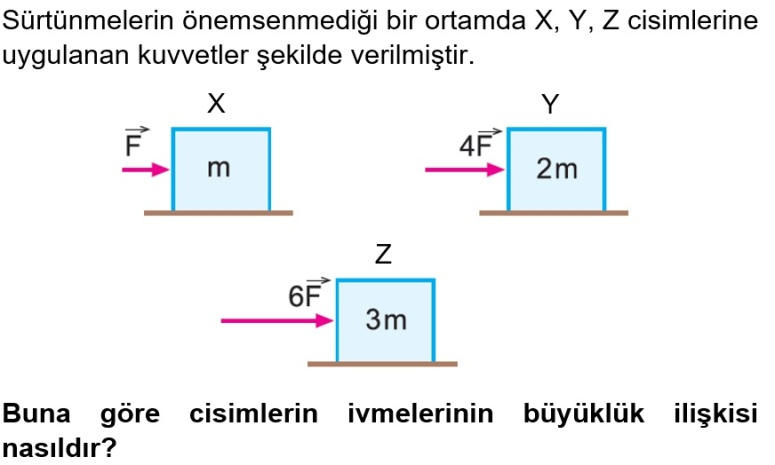 Sürtünmelerin önemsenmediği bir ortamda X, Y, Z cisimlerine
uygulanan kuvvetler şekilde verilmiştir.
X
F
m
Y
4F
2m
Z
6F
3m
Buna göre cisimlerin ivmelerinin büyüklük ilişkisi
nasıldır?